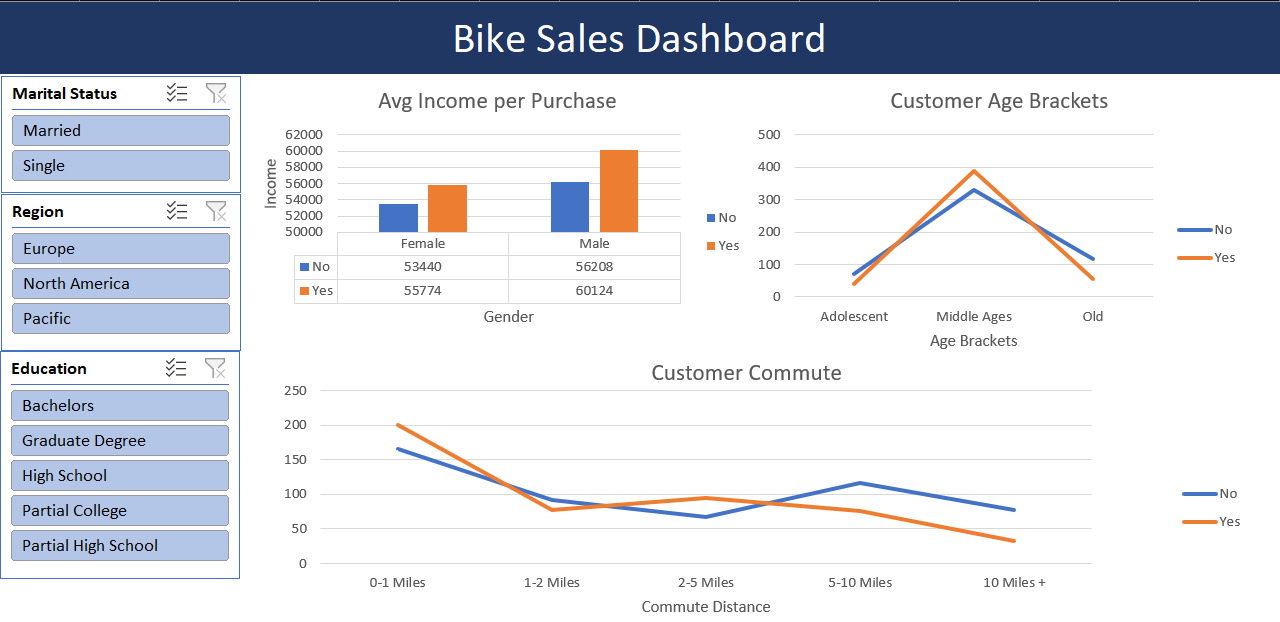 Bike Sales Dashboard
Marital Status
Married
Single
Region
Europe
North America
Pacific
Education
Bachelors
Graduate Degree
High School
Partial College
Partial High School
Avg Income per Purchase
62000
60000
58000
56000
54000
52000
50000
Income
Female Male
No 53440 56208
Yes 55774 60124
Gender
No
Yes
Customer Age Brackets
500
400
300
200
100
0
Adolescent Middle Ages Old
Age Brackets
No
Yes
Customer Commute
250
200
150
100
50
0
0-1 Miles 1-2 Miles 2-5 Miles 5-10 Miles 10 Miles +
Commute Distance
No
Yes